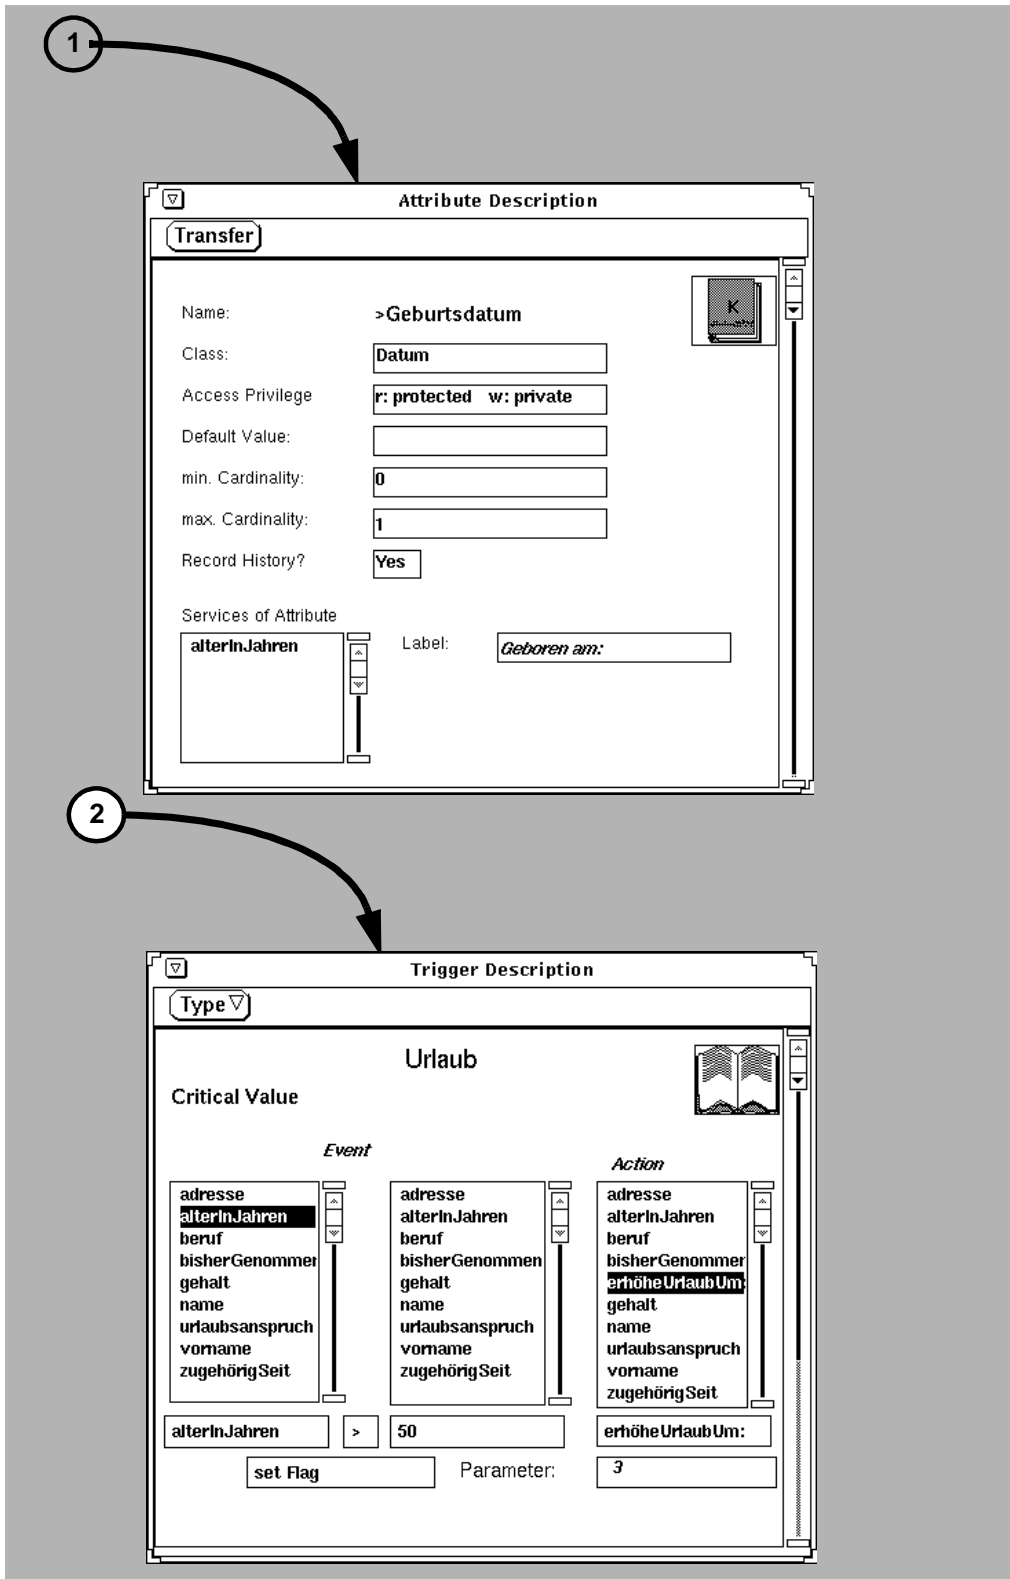 1
Attribute Description
Transfer
K
Name: >Geburtsdatum
Class: Datum
Access Privilege r: protected w: private
Default Value:
min. Cardinality: 0
max. Cardinality: 1
Record History? Yes
Services of Attribute
alterInJahren
Label: Geboren am:
2
Trigger Description
Type
Urlaub
Critical Value
Event
Action
adresse
alterInJahren
beruf
bisherGenommen
gehalt
name
urlaubsanspruch
vorname
zugehörigSeit
adresse
alterInJahren
beruf
bisherGenommen
gehalt
name
urlaubsanspruch
vorname
zugehörigSeit
adresse
alterInJahren
beruf
bisherGenommer
erhöheUrlaubUm:
gehalt
name
urlaubsanspruch
vorname
zugehörigSeit
alterInJahren > 50 erhöheUrlaubUm:
set Flag Parameter: 3